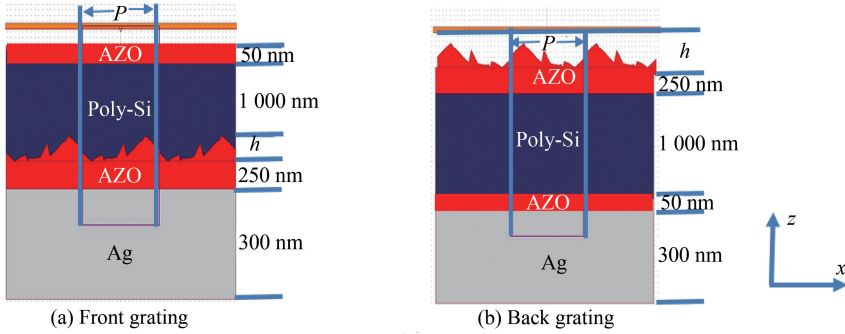 P
AZO
50 nm
Poly-Si
1 000 nm
h
AZO
250 nm
Ag
300 nm
(a) Front grating
P
h
AZO
250 nm
Poly-Si
1 000 nm
AZO
50 nm
Ag
300 nm
(b) Back grating
z
x